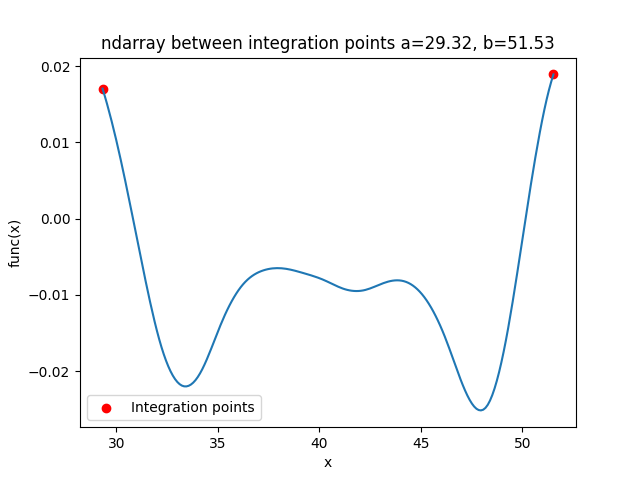 ndarray between integration points a=29.32, b=51.53
0.02
0.01
0.00
−0.01
−0.02
func(x)
Integration points
30 35 40 45 50
x